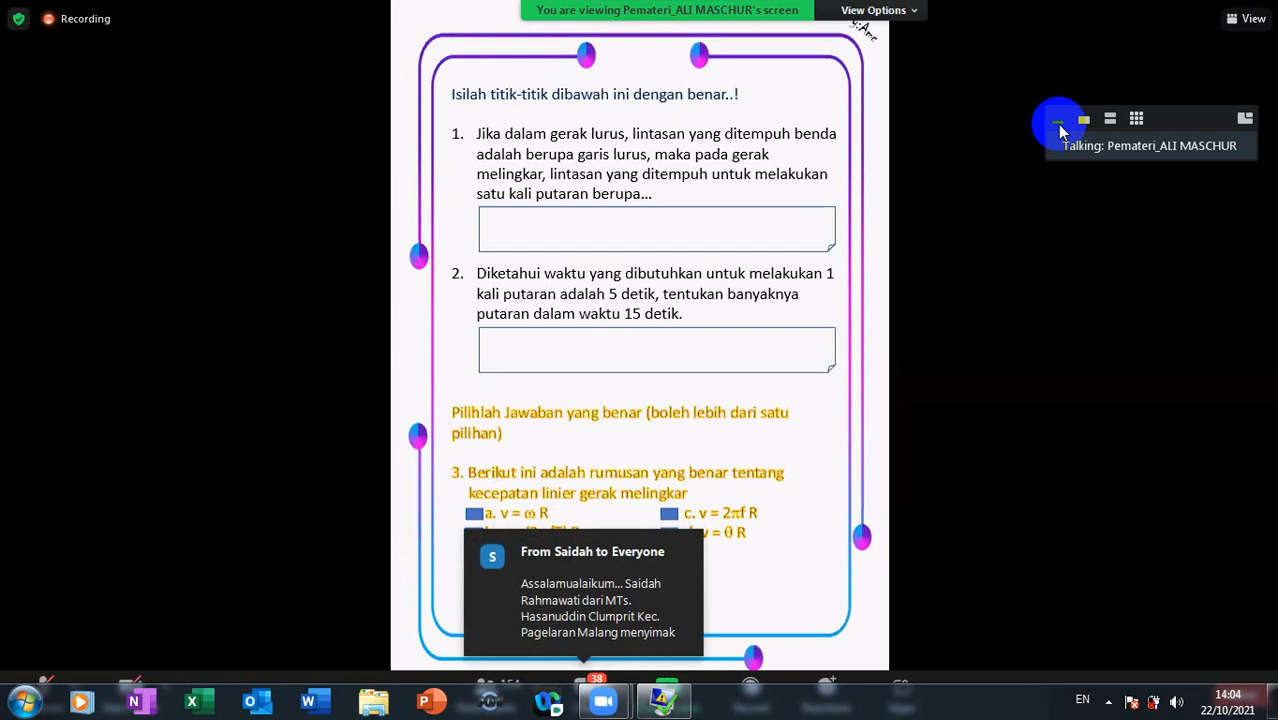 Recording
You are viewing Pemateri_ALI MASCHUR's screen
View Options
View
Talking: Pemateri_ALI MASCHUR
Isilah titik-titik dibawah ini dengan benar..!
1. Jika dalam gerak lurus, lintasan yang ditempuh benda
adalah berupa garis lurus, maka pada gerak
melingkar, lintasan yang ditempuh untuk melakukan
satu kali putaran berupa...
2. Diketahui waktu yang dibutuhkan untuk melakukan 1
kali putaran adalah 5 detik, tentukan banyaknya
putaran dalam waktu 15 detik.
Pilihlah Jawaban yang benar (boleh lebih dari satu
pilihan)
3. Berikut ini adalah rumusan yang benar tentang
kecepatan linier gerak melingkar
a. v = ω R
c. v = 2πf R
v = θ R
S
From Saidah to Everyone
Assalamualaikum... Saidah
Rahmawati dari MTs.
Hasanuddin Clumprit Kec.
Pagelaran Malang menyimak
38
EN
14:04
22/10/2021